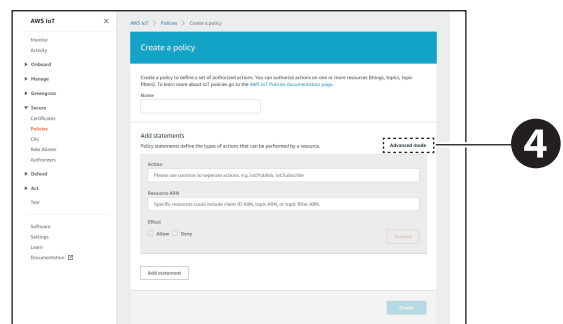 AWS IoT ×
Monitor
Activity
Onboard
Manage
Greengrass
Secure
Certificates
Policies
CAs
Role Aliases
Authorizers
Defend
Act
Test
Software
Settings
Learn
Documentation
AWS IoT > Policies > Create a policy
Create a policy
Create a policy to define a set of authorized actions. You can authorize actions on one or more resources (things, topics, topic
filters). To learn more about IoT policies go to the AWS IoT Policies documentation page.
Name
Add statements
Policy statements define the types of actions that can be performed by a resource.
Advanced mode
4
Action
Please use commas to seperate actions. e.g. iot:Publish, iot:Subscribe
Resource ARN
Specific resources could include client ID ARN, topic ARN, or topic filter ARN.
Effect
Allow Deny
Remove
Add statement
Create